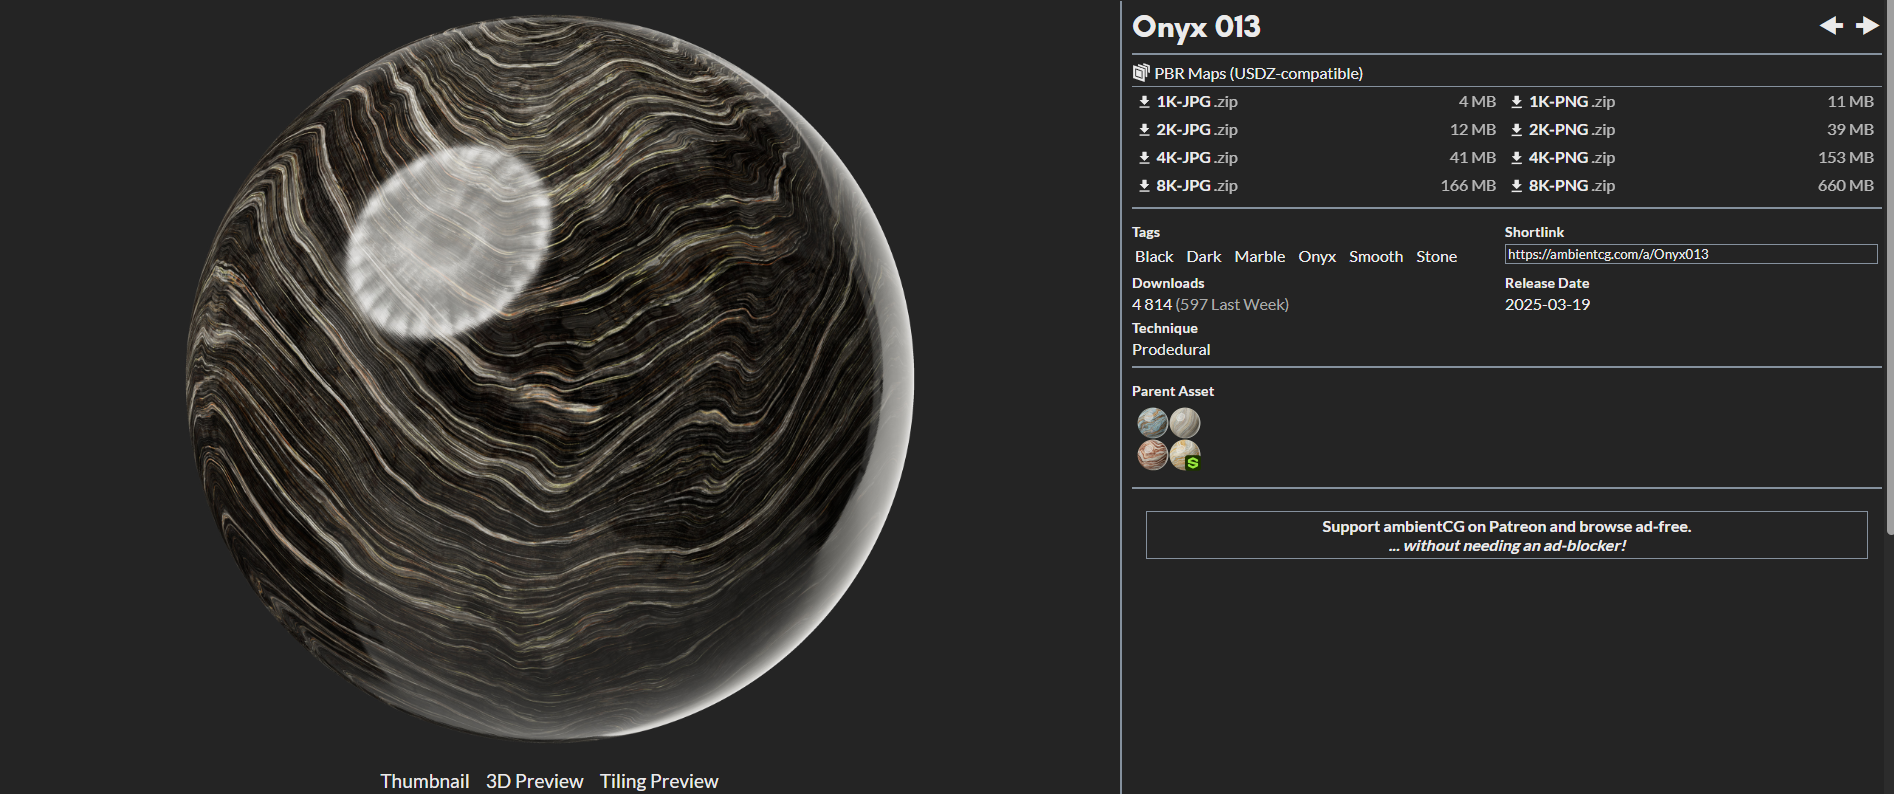 Onyx 013
PBR Maps (USDZ-compatible)
1K-JPG .zip 4 MB 1K-PNG .zip 11 MB
2K-JPG .zip 12 MB 2K-PNG .zip 39 MB
4K-JPG .zip 41 MB 4K-PNG .zip 153 MB
8K-JPG .zip 166 MB 8K-PNG .zip 660 MB
Tags
Black Dark Marble Onyx Smooth Stone
Shortlink
https://ambientcg.com/a/Onyx013
Downloads
4 814 (597 Last Week)
Release Date
2025-03-19
Technique
Prodedural
Parent Asset
Support ambientCG on Patreon and browse ad-free.
... without needing an ad-blocker!
Thumbnail 3D Preview Tiling Preview